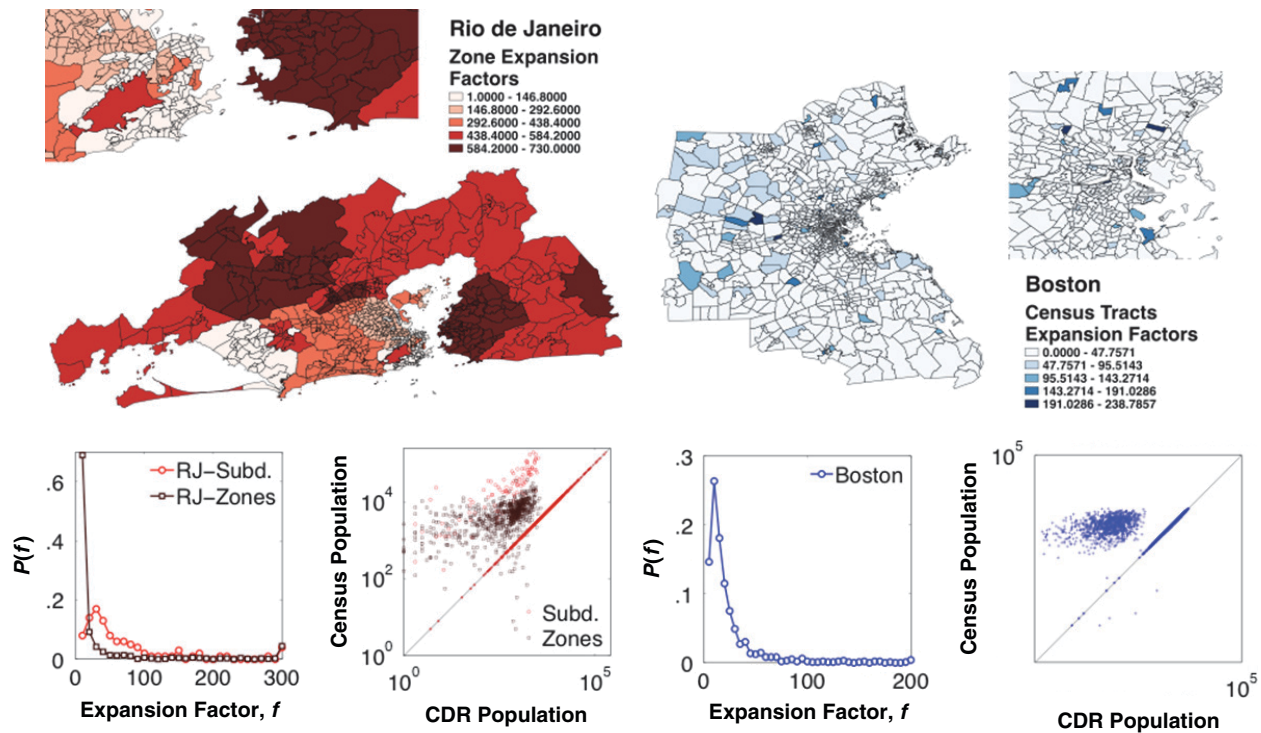 Rio de Janeiro
Zone Expansion
Factors
1.0000 - 146.8000
146.8000 - 292.6000
292.6000 - 438.4000
438.4000 - 584.2000
584.2000 - 730.0000
Boston
Census Tracts
Expansion Factors
0.0000 - 47.7571
47.7571 - 95.5143
95.5143 - 143.2714
143.2714 - 191.0286
191.0286 - 238.7857
P(f)
.6
.4
.2
0
RJ–Subd.
RJ–Zones
0
100
200
300
Expansion Factor, f
Census Population
10^4
10^2
10^0
Subd.
Zones
10^0
10^5
CDR Population
P(f)
.3
.2
.1
0
Boston
0
100
200
Expansion Factor, f
Census Population
10^5
10^5
CDR Population